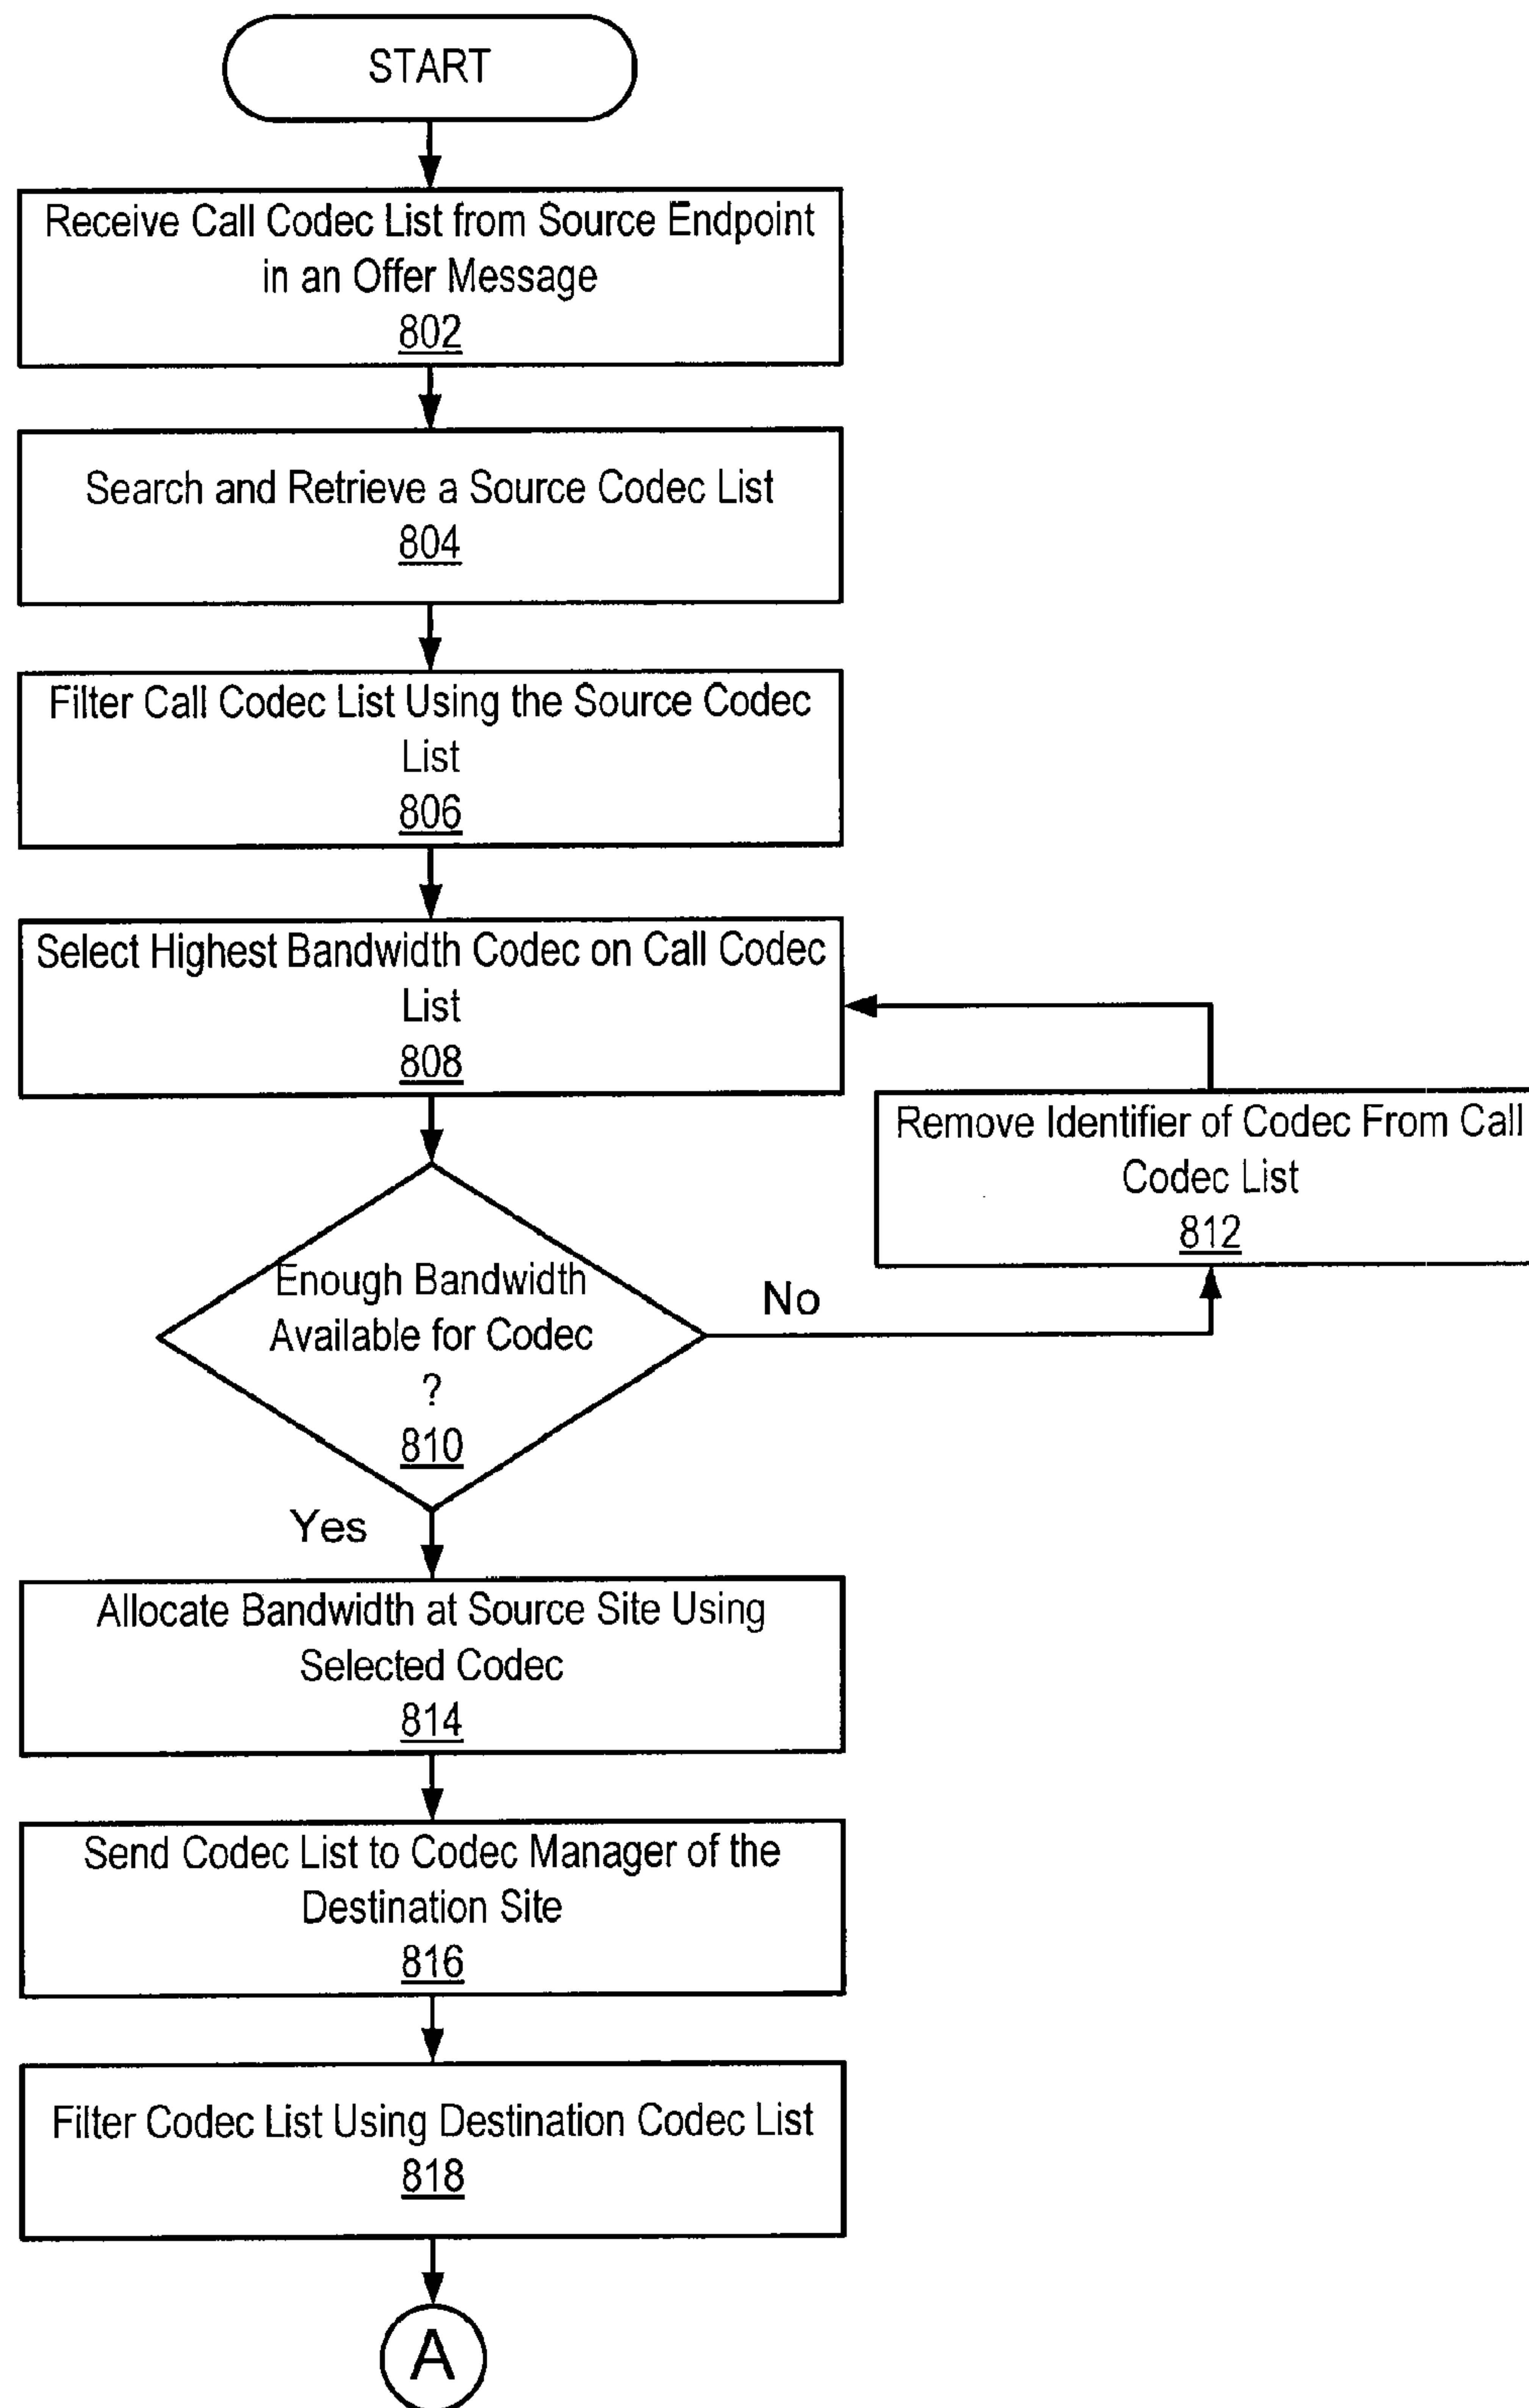 START
Receive Call Codec List from Source Endpoint
in an Offer Message
802
Search and Retrieve a Source Codec List
804
Filter Call Codec List Using the Source Codec
List
806
Select Highest Bandwidth Codec on Call Codec
List
808
Remove Identifier of Codec From Call
Codec List
812
Enough Bandwidth
Available for Codec
?
810
No
Yes
Allocate Bandwidth at Source Site Using
Selected Codec
814
Send Codec List to Codec Manager of the
Destination Site
816
Filter Codec List Using Destination Codec List
818
A